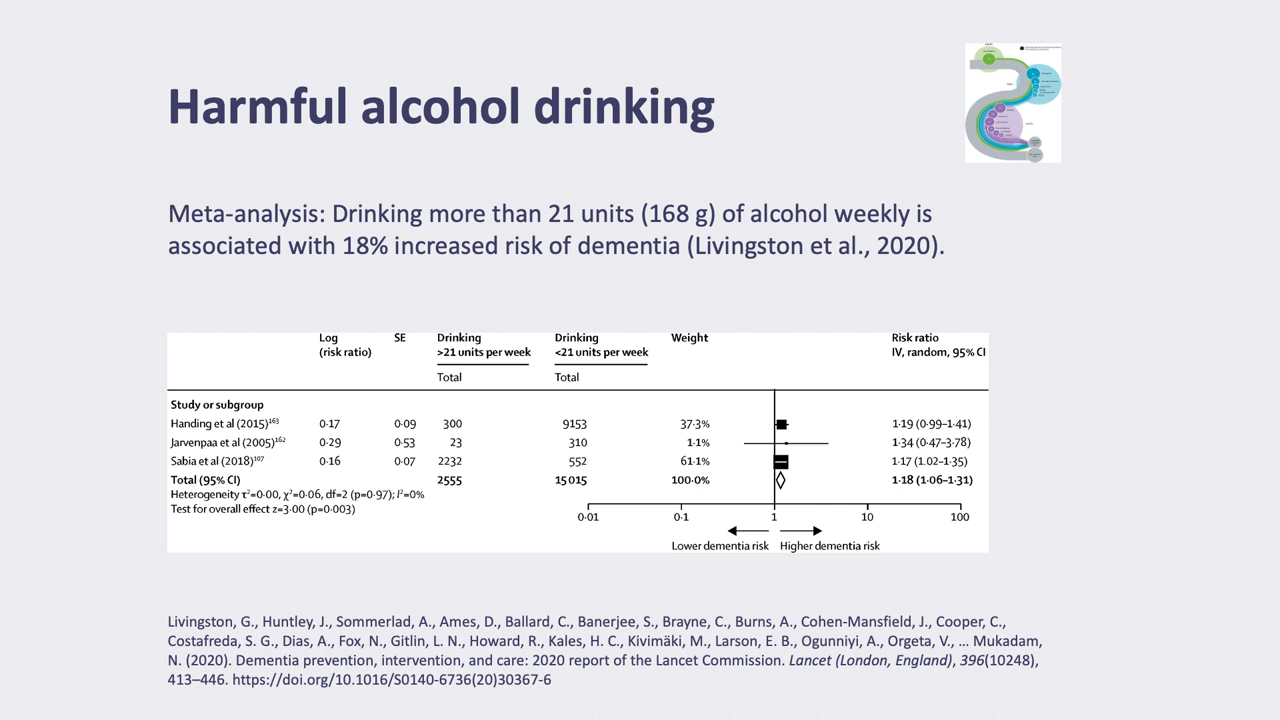 Harmful alcohol drinking
Meta-analysis: Drinking more than 21 units (168 g) of alcohol weekly is
associated with 18% increased risk of dementia (Livingston et al., 2020).
Log
(risk ratio)
SE
Drinking
>21 units per week
Drinking
<21 units per week
Weight
Risk ratio
IV, random, 95% CI
Total
Total
Study or subgroup
Handing et al (2015)¹⁶³ 0·17 0·09 300 9153 37·3% 1·19 (0·99–1·41)
Jarvenpaa et al (2005)¹⁶² 0·29 0·53 23 310 1·1% 1·34 (0·47–3·78)
Sabia et al (2018)¹⁰⁷ 0·16 0·07 2232 552 61·1% 1·17 (1·02–1·35)
Total (95% CI) 2555 15 015 100·0% 1·18 (1·06–1·31)
Heterogeneity τ²=0·00, χ²=0·06, df=2 (p=0·97); I²=0%
Test for overall effect z=3·00 (p=0·003)
0·01 0·1 1 10 100
Lower dementia risk Higher dementia risk
Livingston, G., Huntley, J., Sommerlad, A., Ames, D., Ballard, C., Banerjee, S., Brayne, C., Burns, A., Cohen-Mansfield, J., Cooper, C.,
Costafreda, S. G., Dias, A., Fox, N., Gitlin, L. N., Howard, R., Kales, H. C., Kivimäki, M., Larson, E. B., Ogunniyi, A., Orgeta, V., … Mukadam,
N. (2020). Dementia prevention, intervention, and care: 2020 report of the Lancet Commission. Lancet (London, England), 396(10248),
413–446. https://doi.org/10.1016/S0140-6736(20)30367-6